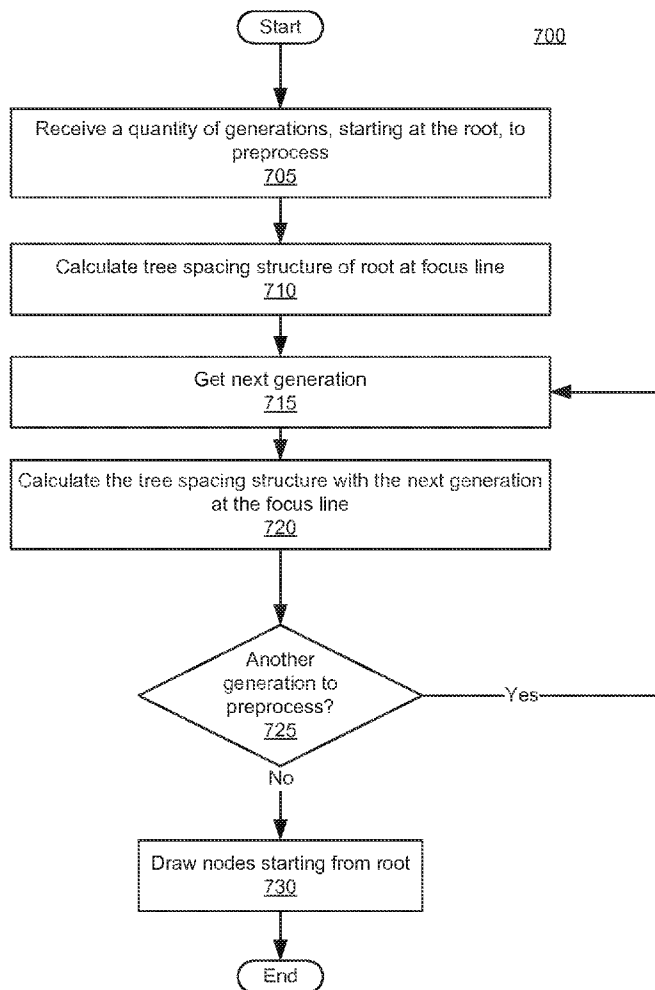 Start
700
Receive a quantity of generations, starting at the root, to
preprocess
705
Calculate tree spacing structure of root at focus line
710
Get next generation
715
Calculate the tree spacing structure with the next generation
at the focus line
720
Another
generation to
preprocess?
725
Yes
No
Draw nodes starting from root
730
End